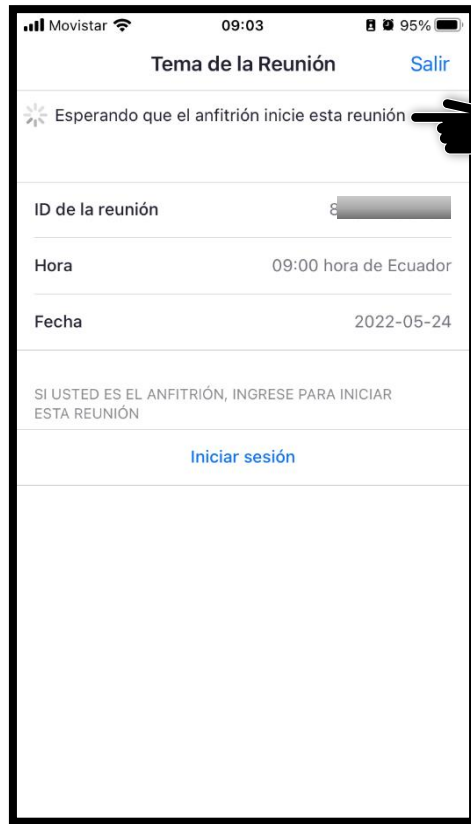 Movistar 09:03 95%
Tema de la Reunión Salir
Esperando que el anfitrión inicie esta reunión
ID de la reunión 8
Hora 09:00 hora de Ecuador
Fecha 2022-05-24
SI USTED ES EL ANFITRIÓN, INGRESE PARA INICIAR
ESTA REUNIÓN
Iniciar sesión